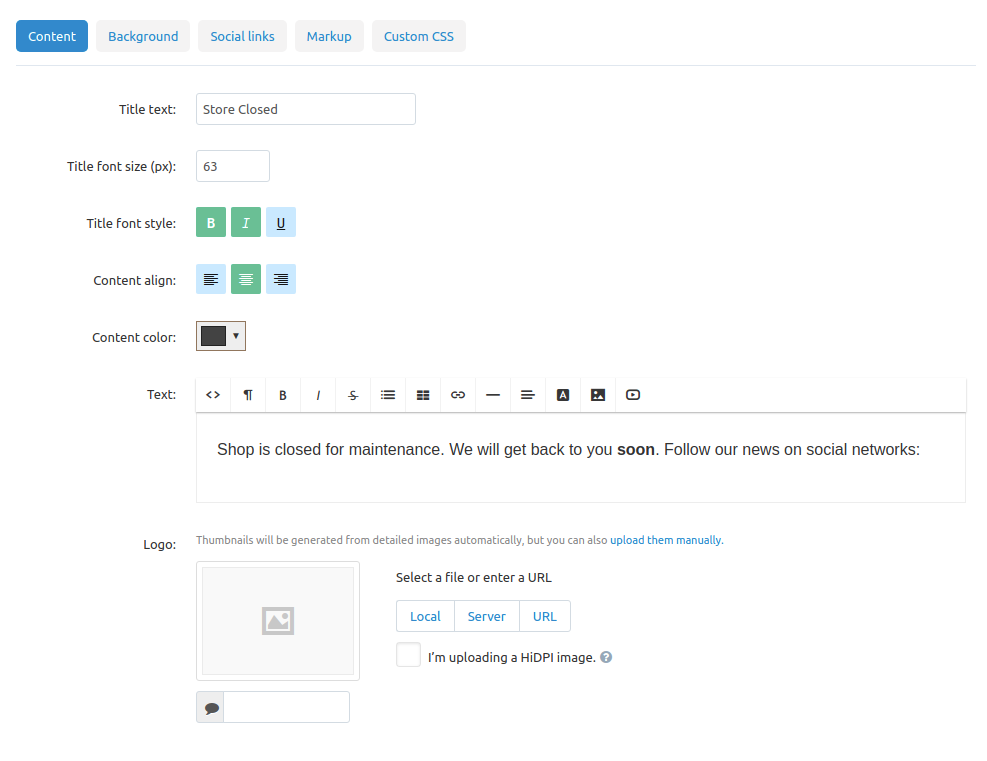 Content Background Social links Markup Custom CSS
Title text: Store Closed
Title font size (px): 63
Title font style: B I U
Content align:
Content color:
Text: <> ¶ B I S A
Shop is closed for maintenance. We will get back to you soon. Follow our news on social networks:
Logo: Thumbnails will be generated from detailed images automatically, but you can also upload them manually.
Select a file or enter a URL
Local Server URL
I’m uploading a HiDPI image. ?